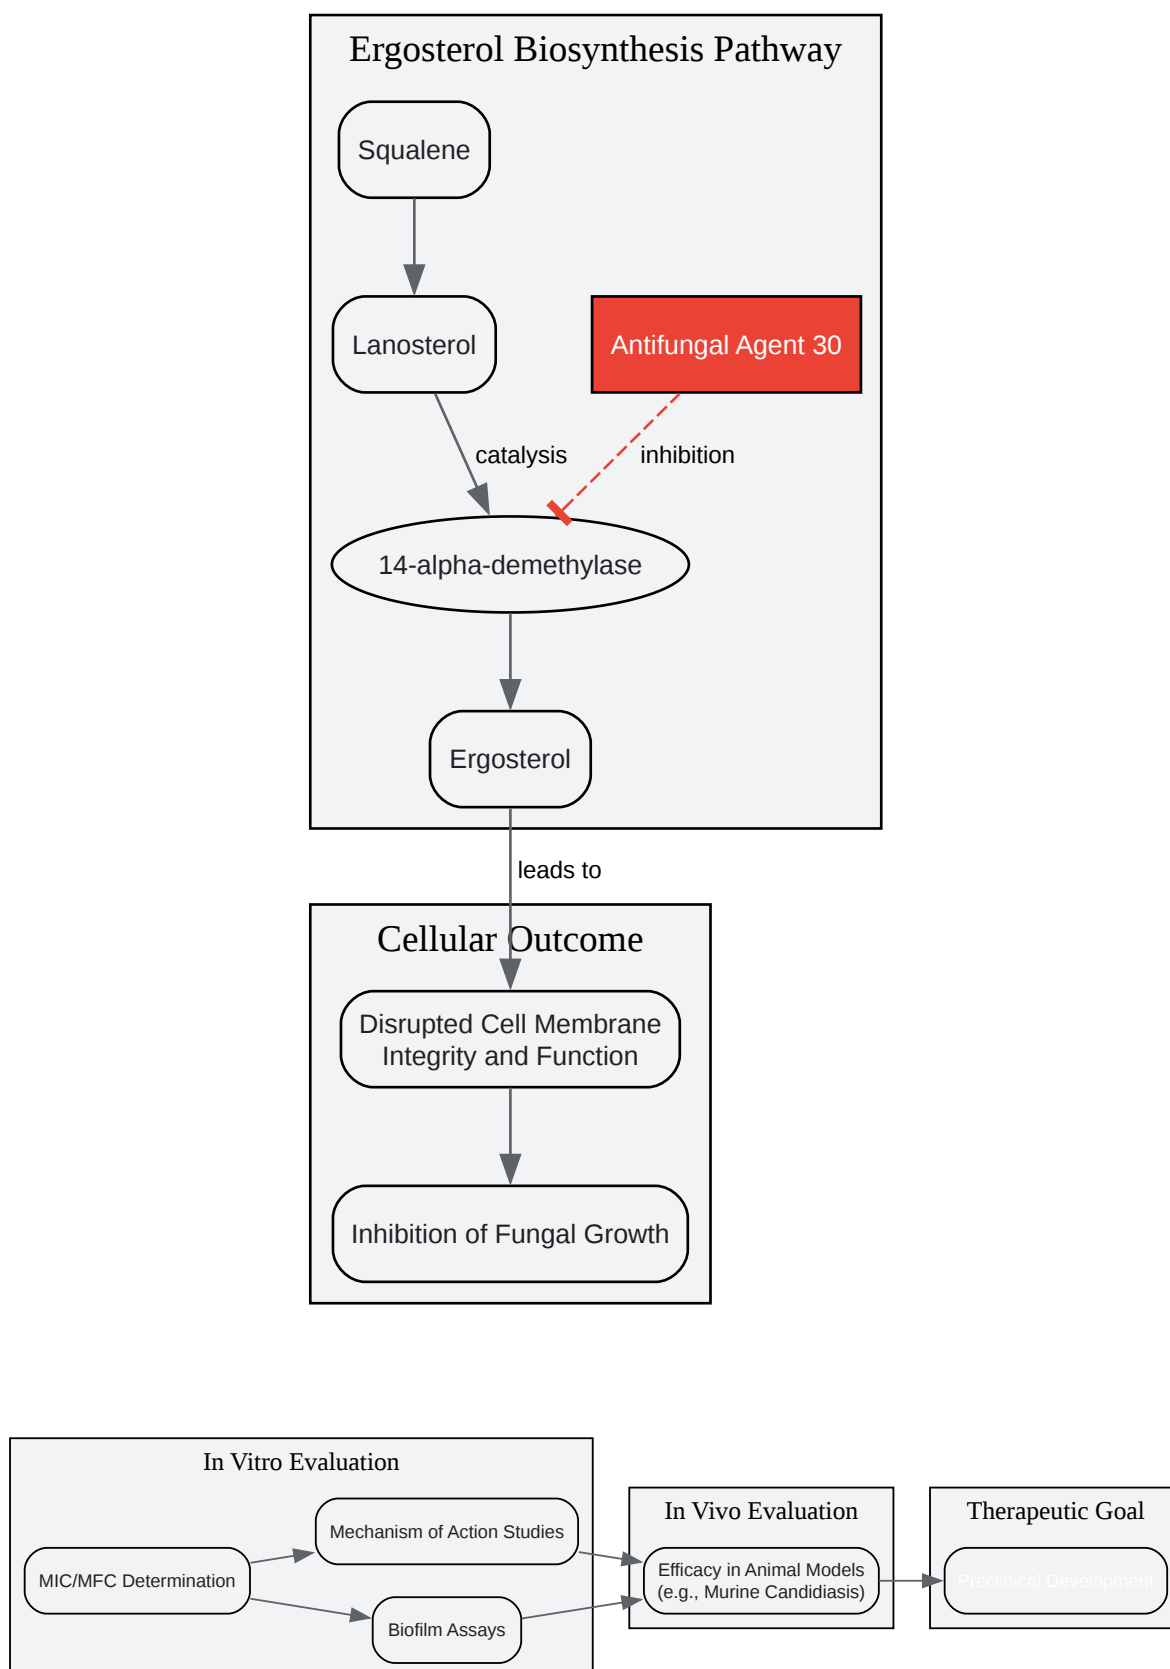 Ergosterol Biosynthesis Pathway
Squalene
Lanosterol
Antifungal Agent 30
catalysis
inhibition
14-alpha-demethylase
Ergosterol
leads to
Cellular Outcome
Disrupted Cell Membrane
Integrity and Function
Inhibition of Fungal Growth
In Vitro Evaluation
MIC/MFC Determination
Mechanism of Action Studies
Biofilm Assays
In Vivo Evaluation
Efficacy in Animal Models
(e.g., Murine Candidiasis)
Therapeutic Goal
Preclinical Development